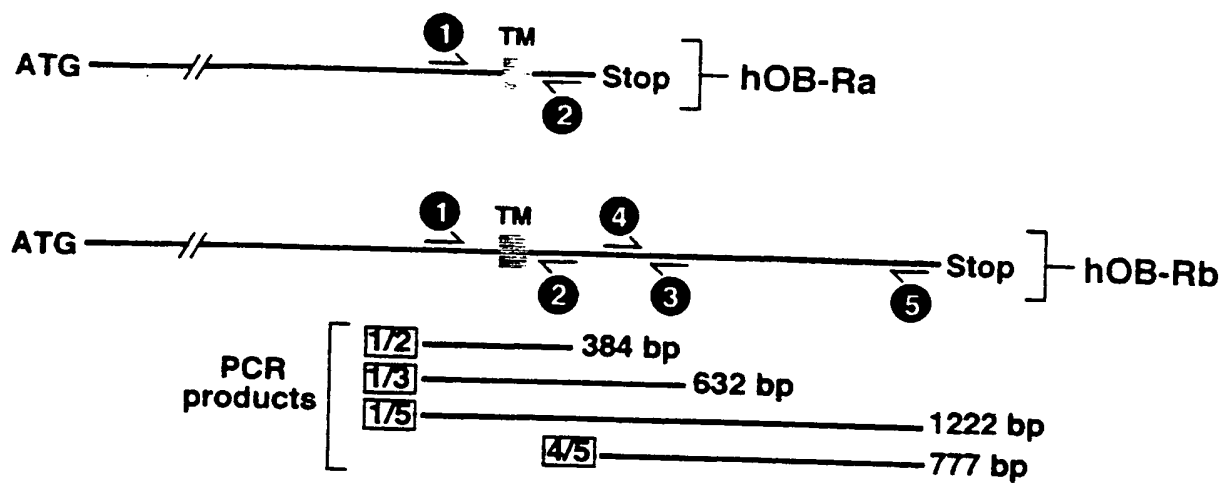 1 TM
ATG Stop hOB-Ra
2
1 TM 4
ATG Stop hOB-Rb
2 3 5
PCR products
1/2 384 bp
1/3 632 bp
1/5 1222 bp
4/5 777 bp